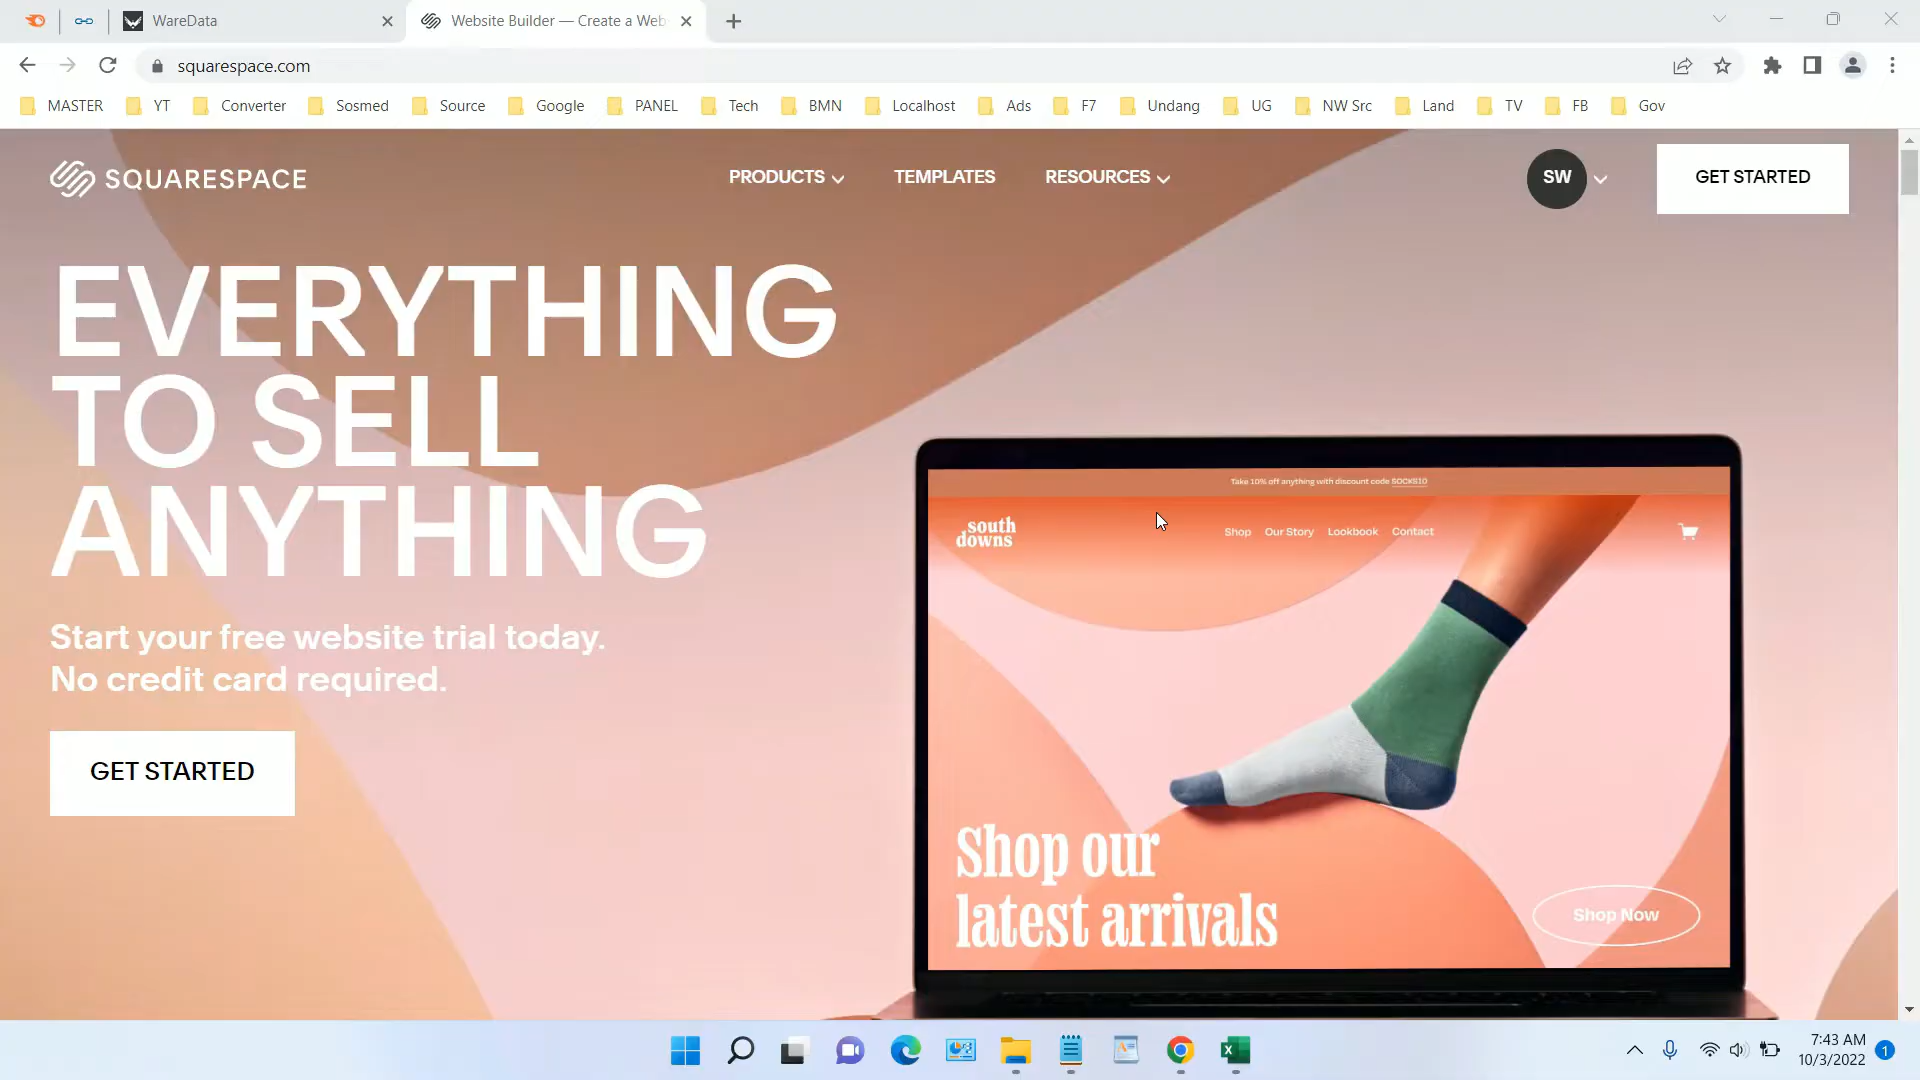 WareData
Website Builder — Create a Web
squarespace.com
MASTER
YT
Converter
Sosmed
Source
Google
PANEL
Tech
BMN
Localhost
Ads
F7
Undang
UG
NW Src
Land
TV
FB
Gov
SQUARESPACE
PRODUCTS
TEMPLATES
RESOURCES
SW
GET STARTED
EVERYTHING
TO SELL
ANYTHING
Start your free website trial today.
No credit card required.
GET STARTED
Take 10% off anything with discount code SOCKS10
south
downs
Shop
Our Story
Lookbook
Contact
Shop our
latest arrivals
Shop Now
7:43 AM
10/3/2022
1